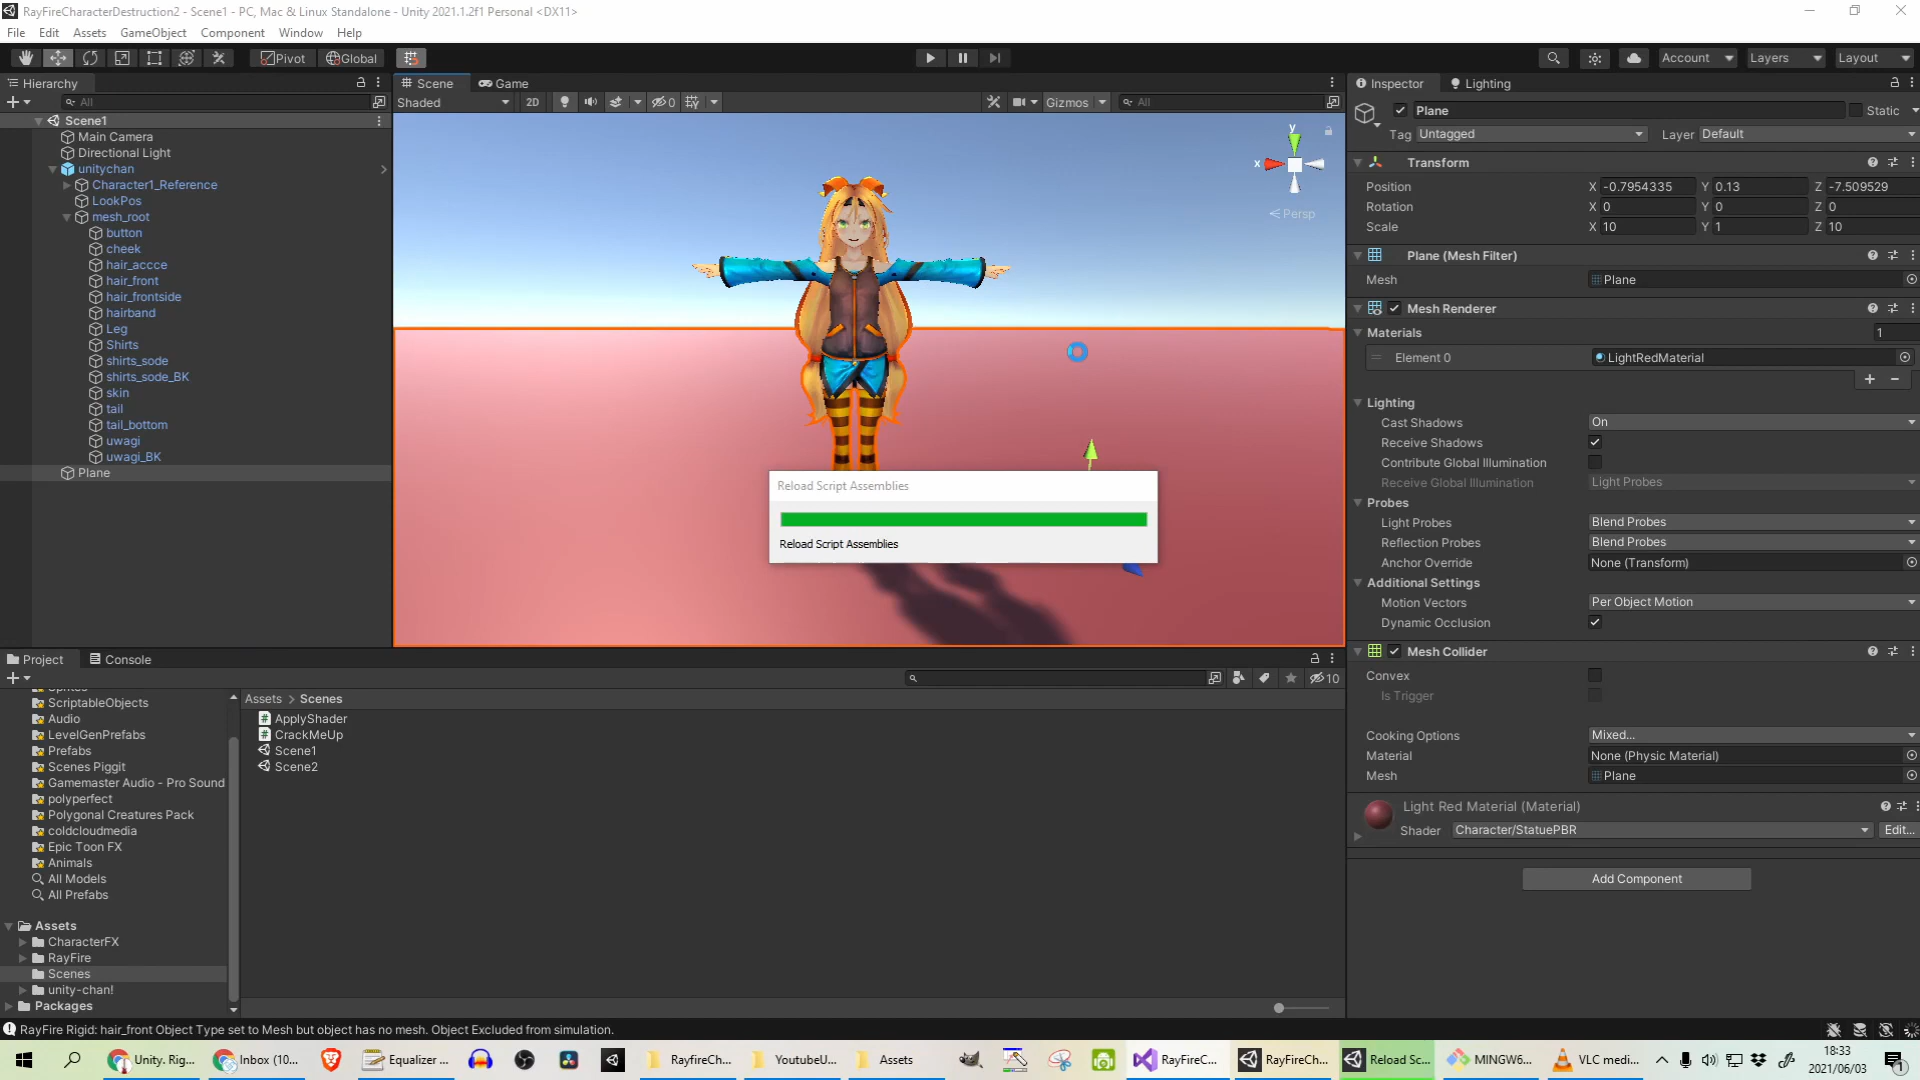 RayFireCharacterDestruction2 - Scene1 - PC, Mac & Linux Standalone - Unity 2021.1.2f1 Personal <DX11>
File Edit Assets GameObject Component Window Help
Pivot Global Account Layers Layout
Hierarchy
All
Scene1
Main Camera
Directional Light
unitychan
Character1_Reference
LookPos
mesh_root
button
cheek
hair_accce
hair_front
hair_frontside
hairband
Leg
Shirts
shirts_sode
shirts_sode_BK
skin
tail
tail_bottom
uwagi
uwagi_BK
Plane
Scene Game
Shaded 2D 0 Gizmos All
y
x
Persp
Reload Script Assemblies
Reload Script Assemblies
Inspector Lighting
Plane Static
Tag Untagged Layer Default
Transform
Position X -0.7954335 Y 0.13 Z -7.509529
Rotation X 0 Y 0 Z 0
Scale X 10 Y 1 Z 10
Plane (Mesh Filter)
Mesh Plane
Mesh Renderer
Materials 1
Element 0 LightRedMaterial
Lighting
Cast Shadows On
Receive Shadows
Contribute Global Illumination
Receive Global Illumination Light Probes
Probes
Light Probes Blend Probes
Reflection Probes Blend Probes
Anchor Override None (Transform)
Additional Settings
Motion Vectors Per Object Motion
Dynamic Occlusion
Mesh Collider
Convex
Is Trigger
Cooking Options Mixed...
Material None (Physic Material)
Mesh Plane
Light Red Material (Material)
Shader Character/StatuePBR Edit...
Add Component
Project Console
10
ScriptableObjects
Audio
LevelGenPrefabs
Prefabs
Scenes Piggit
Gamemaster Audio - Pro Sound
polyperfect
Polygonal Creatures Pack
coldcloudmedia
Epic Toon FX
Animals
All Models
All Prefabs
Assets
CharacterFX
RayFire
Scenes
unity-chan!
Packages
Assets > Scenes
ApplyShader
CrackMeUp
Scene1
Scene2
RayFire Rigid: hair_front Object Type set to Mesh but object has no mesh. Object Excluded from simulation.
Unity. Rig... Inbox (10... Equalizer ... RayfireCh... YoutubeU... Assets RayFireC... RayFireCh... Reload Sc... MINGW6... VLC medi...
18:33
2021/06/03
1